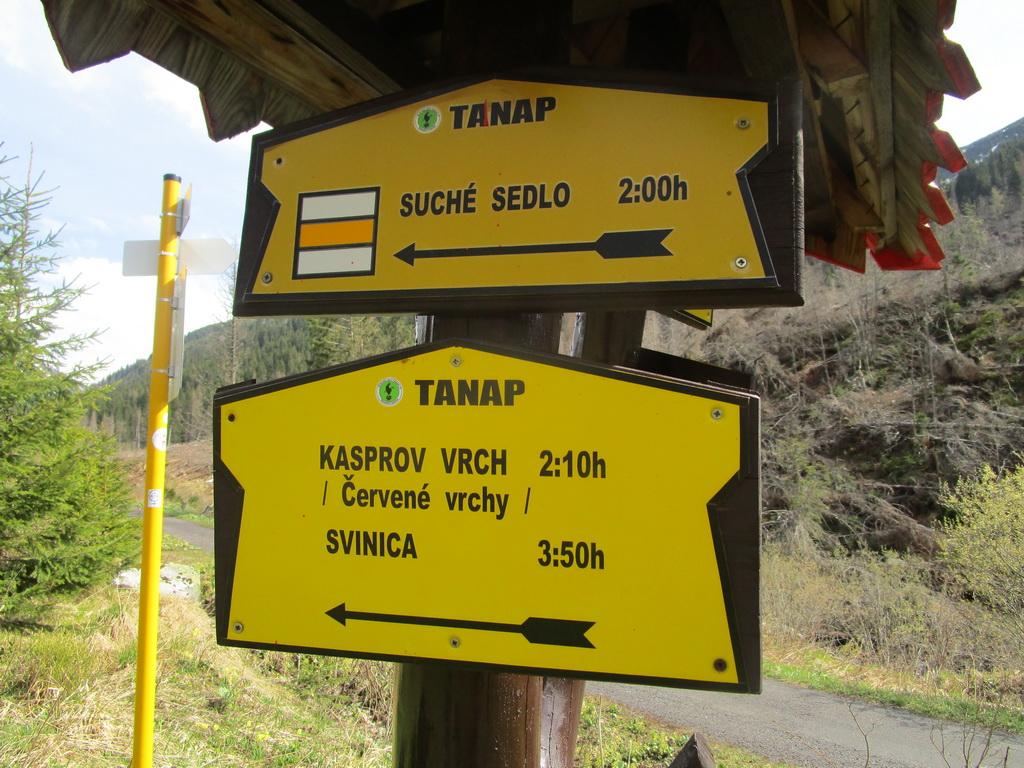 TANAP
SUCHÉ SEDLO 2:00h
TANAP
KASPROV VRCH 2:10h
/ Červené vrchy /
SVINICA 3:50h